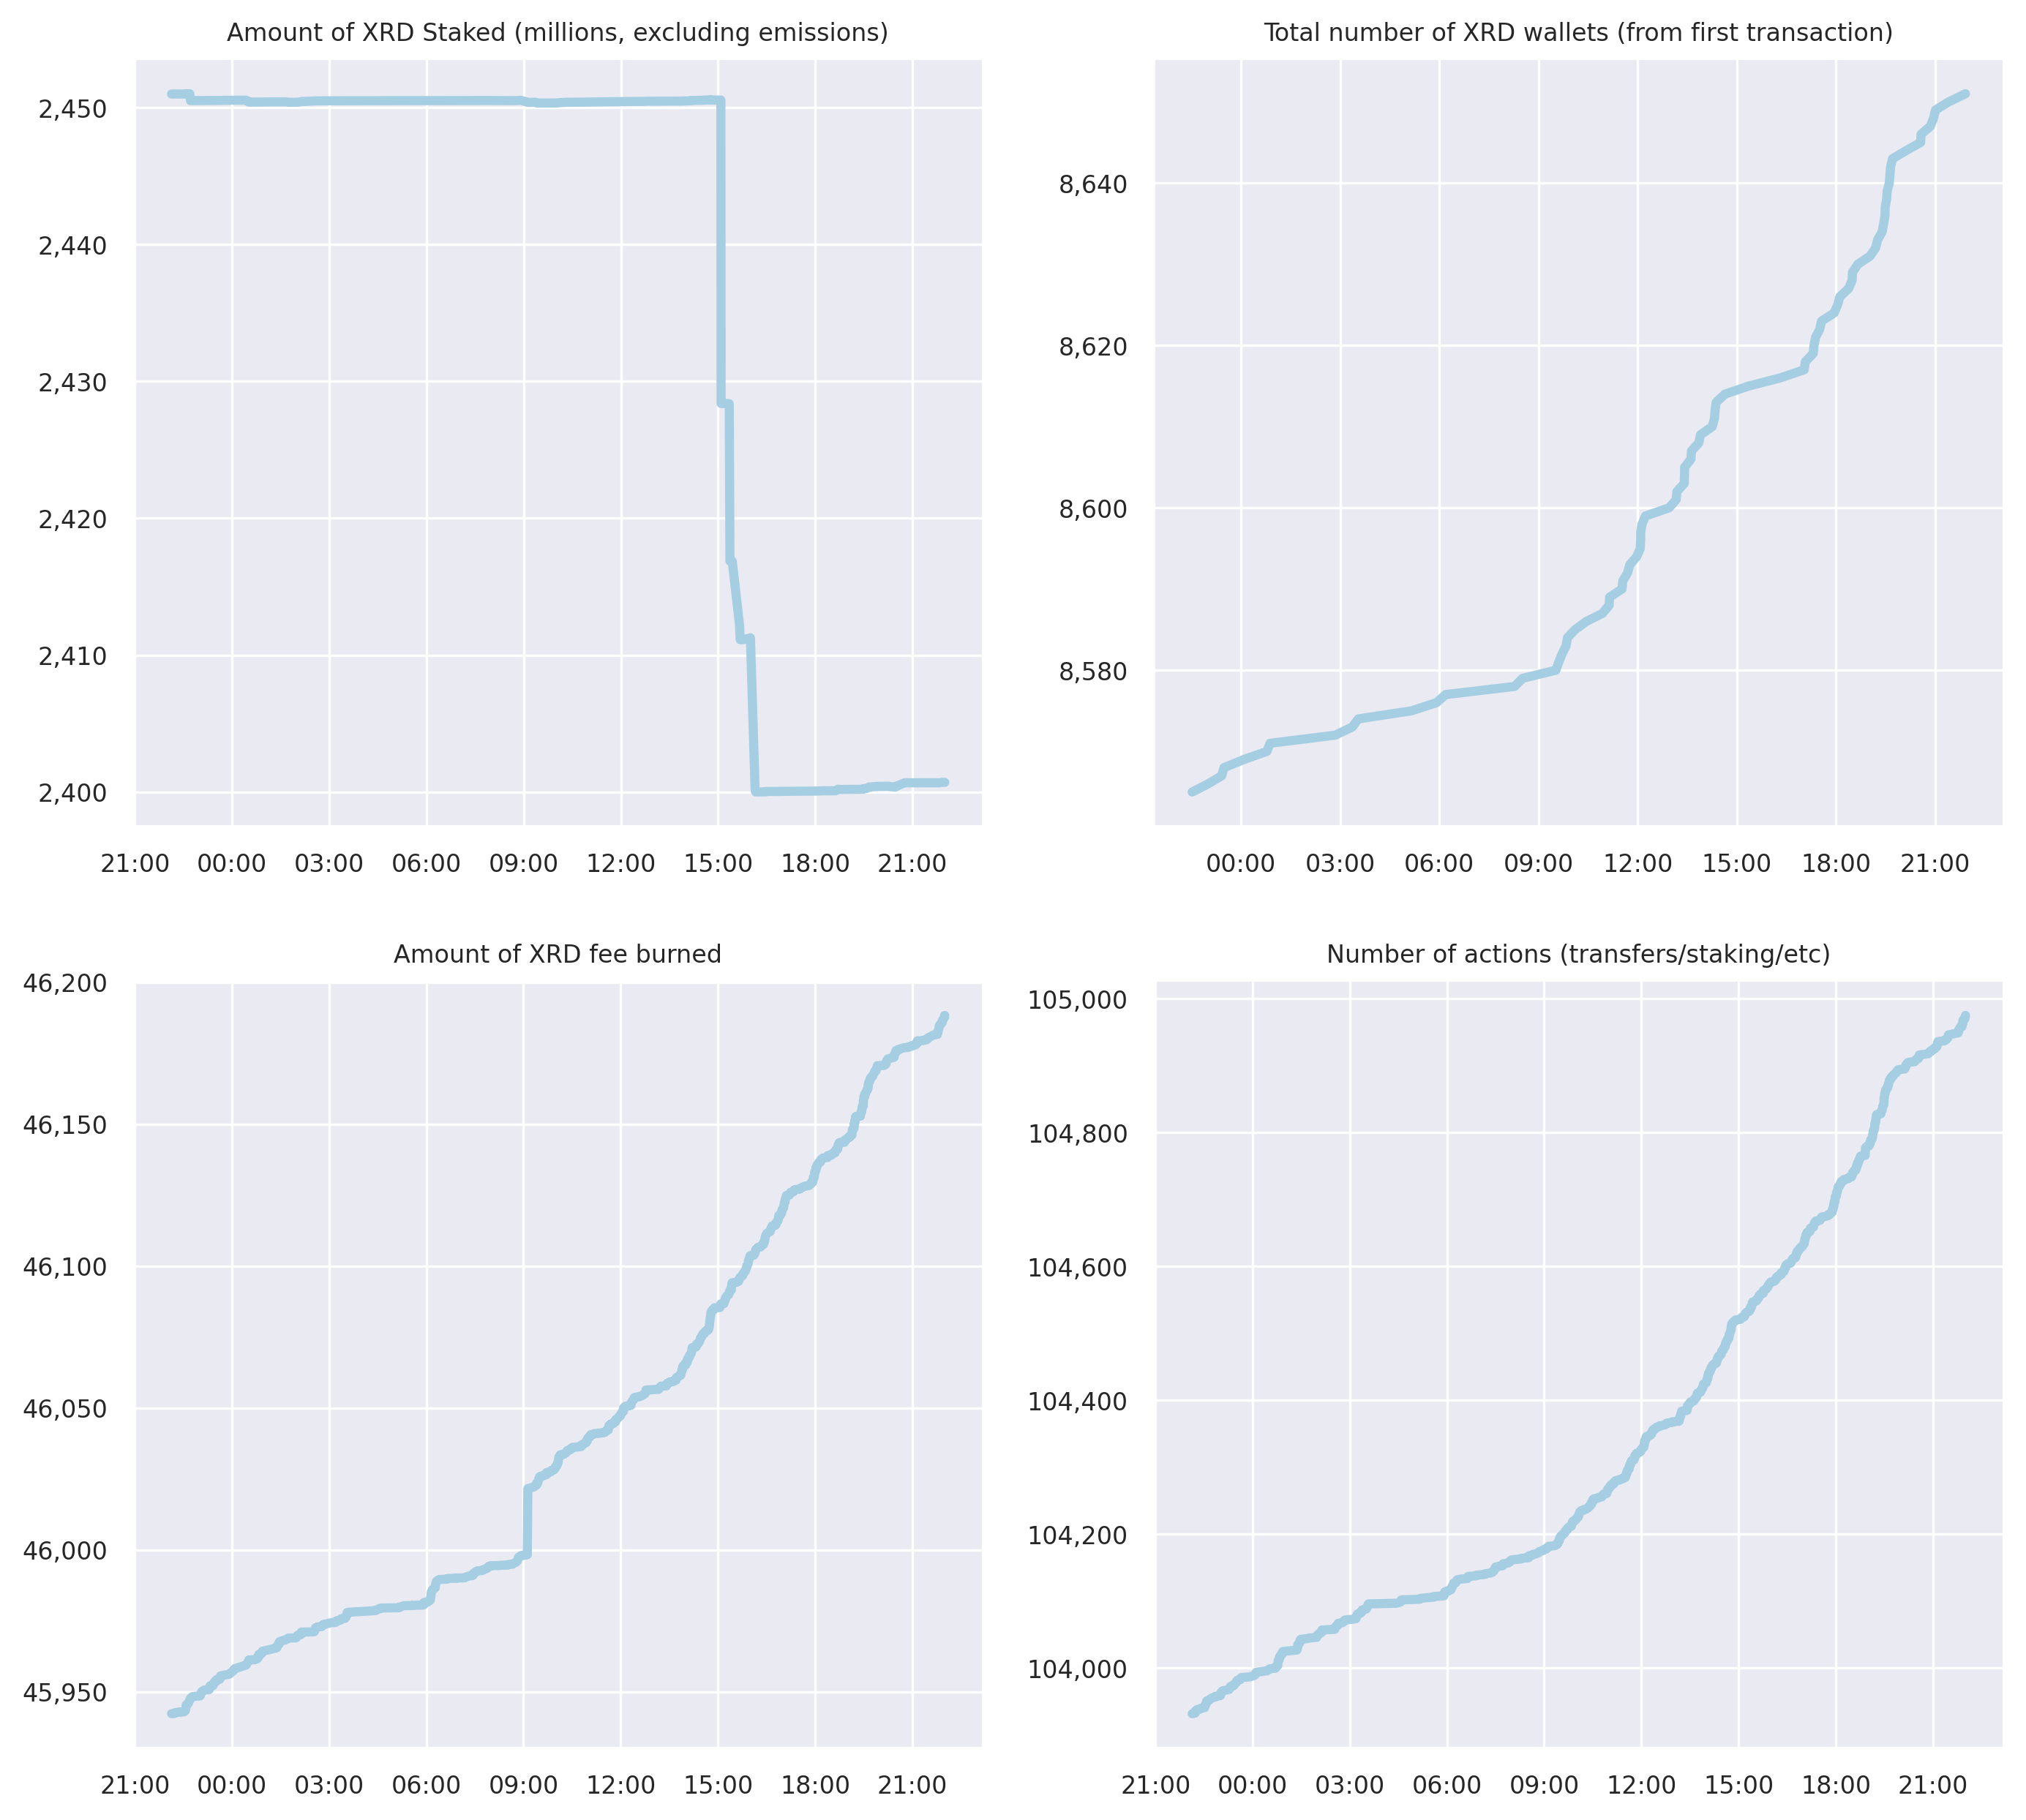 Amount of XRD Staked (millions, excluding emissions)
2,450
2,440
2,430
2,420
2,410
2,400
21:00 00:00 03:00 06:00 09:00 12:00 15:00 18:00 21:00
Total number of XRD wallets (from first transaction)
8,640
8,620
8,600
8,580
00:00 03:00 06:00 09:00 12:00 15:00 18:00 21:00
Amount of XRD fee burned
46,200
46,150
46,100
46,050
46,000
45,950
21:00 00:00 03:00 06:00 09:00 12:00 15:00 18:00 21:00
Number of actions (transfers/staking/etc)
105,000
104,800
104,600
104,400
104,200
104,000
21:00 00:00 03:00 06:00 09:00 12:00 15:00 18:00 21:00